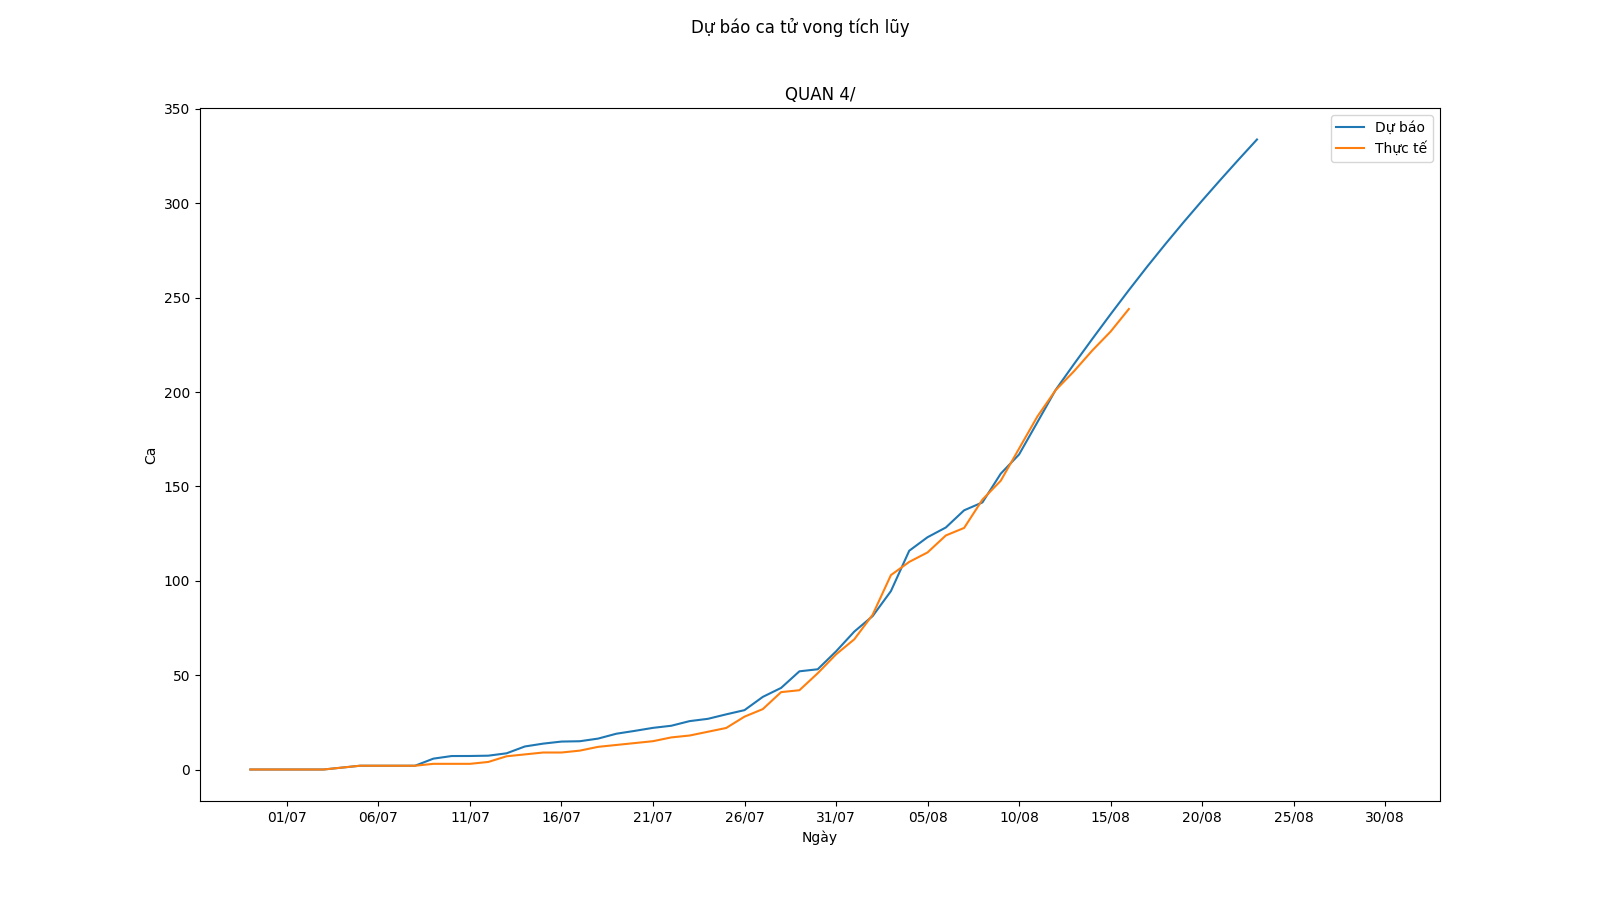 Dự báo ca tử vong tích lũy
QUAN 4/
350
300
250
200
150
100
50
0
Ca
Dự báo
Thực tế
01/07 06/07 11/07 16/07 21/07 26/07 31/07 05/08 10/08 15/08 20/08 25/08 30/08
Ngày